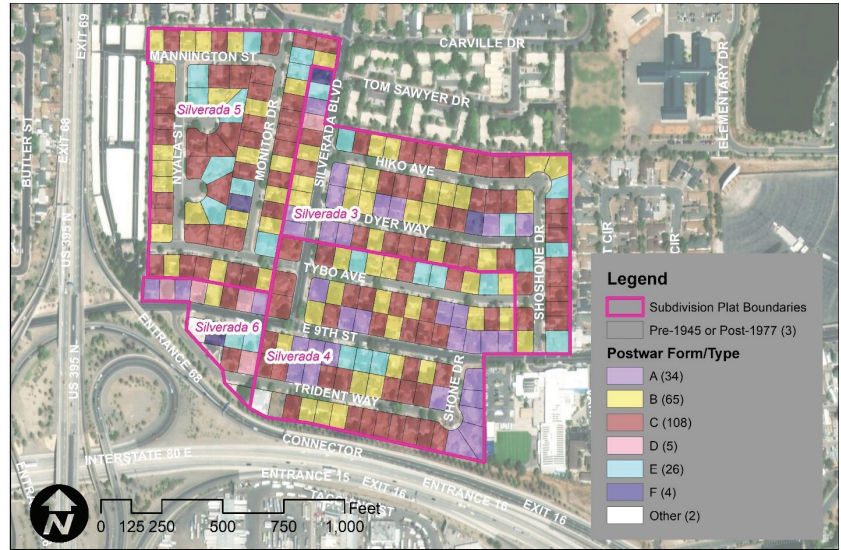 EXIT 69
CARVILLE DR
MANNINGTON ST
TOM SAWYER DR
ELEMENTARY DR
BUTLER ST
EXIT 68
Silverada 5
SILVERADA BLVD
MONITOR DR
NYALA ST
HIKO AVE
Silverada 3
DYER WAY
US 395 N
TYBO AVE
SHOSHONE DR
CIR
CIR
Legend
Subdivision Plat Boundaries
Pre-1945 or Post-1977 (3)
Postwar Form/Type
A (34)
B (65)
C (108)
D (5)
E (26)
F (4)
Other (2)
ENTRANCE 68
Silverada 6
E 9TH ST
Silverada 4
US 395 N
SHONE DR
TRIDENT WAY
CONNECTOR
INTERSTATE 80 E
ENTRANCE 15
EXIT 16
ENTRANCE 16
EXIT 16
N
0 125 250 500 750 1,000
Feet